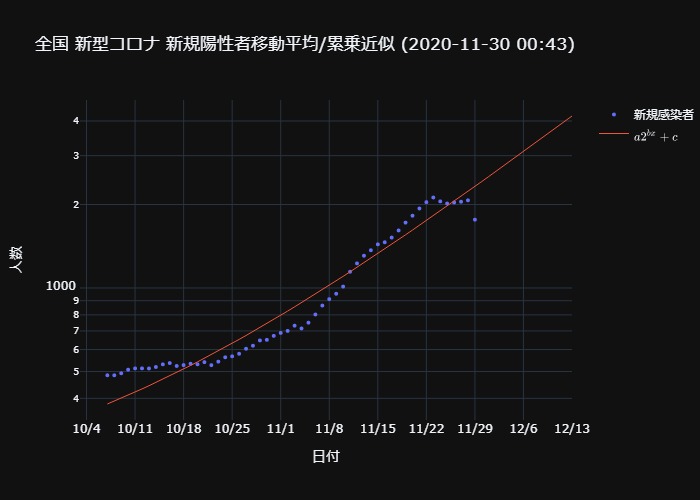 全国 新型コロナ 新規陽性者移動平均/累乗近似 (2020-11-30 00:43)
新規感染者
a2^{bx} + c
人数
4
3
2
1000
9
8
7
6
5
4
10/4 10/11 10/18 10/25 11/1 11/8 11/15 11/22 11/29 12/6 12/13
日付